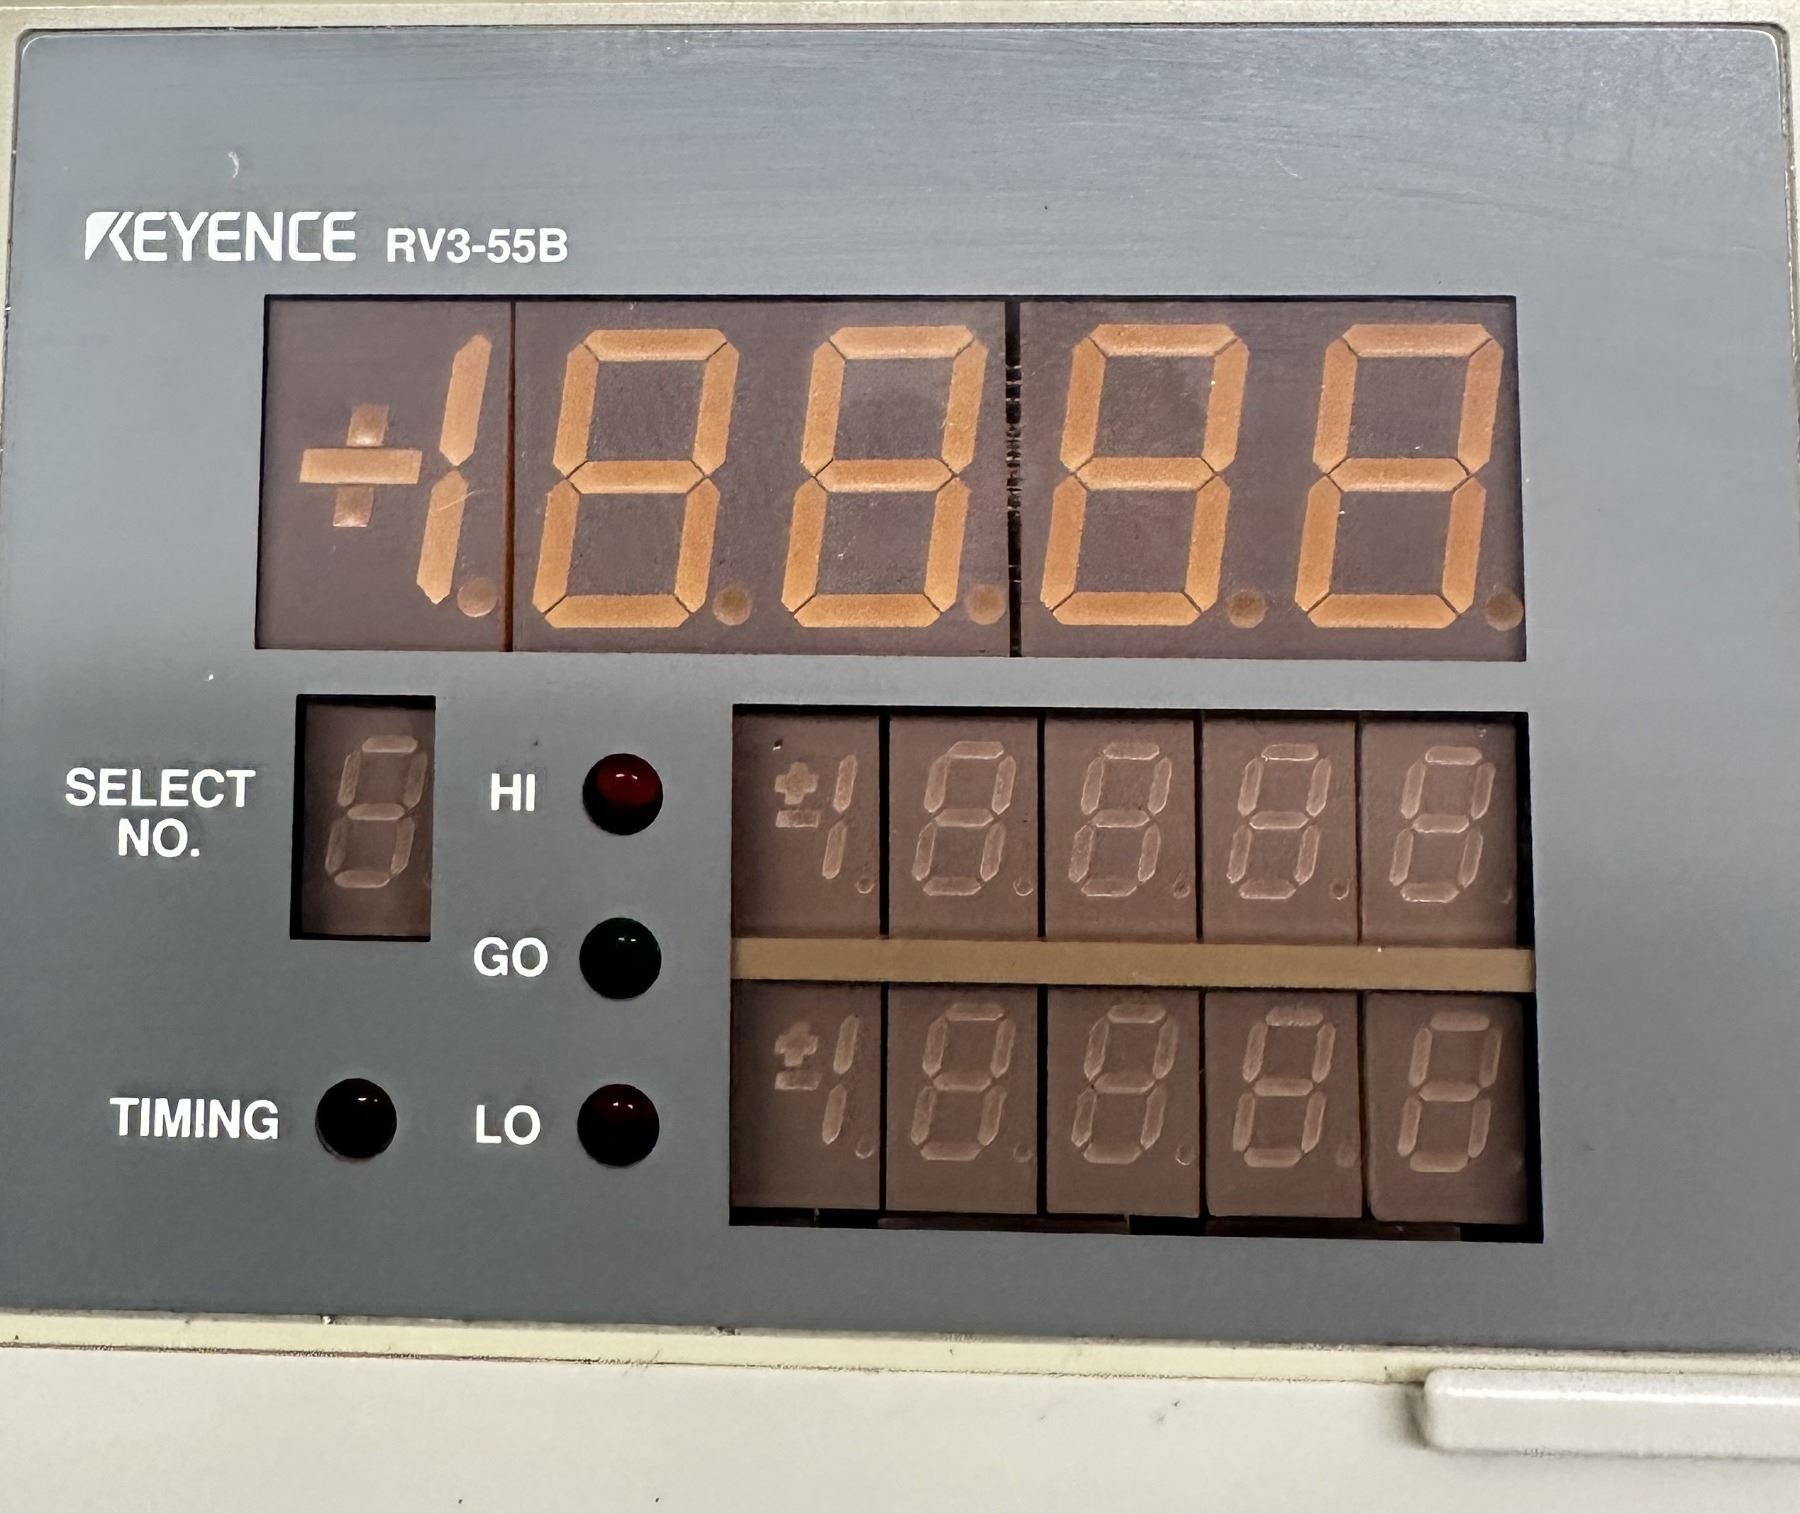 KEYENCE RV3-55B
SELECT
NO.
HI
GO
TIMING
LO